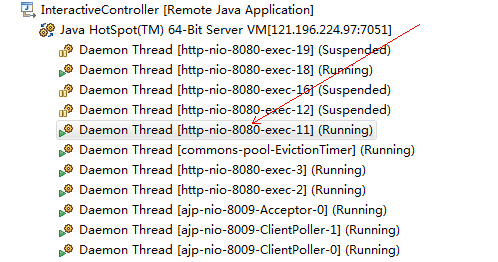 InteractiveController [Remote Java Application]
Java HotSpot(TM) 64-Bit Server VM[121.196.224.97:7051]
Daemon Thread [http-nio-8080-exec-19] (Suspended)
Daemon Thread [http-nio-8080-exec-18] (Running)
Daemon Thread [http-nio-8080-exec-16] (Suspended)
Daemon Thread [http-nio-8080-exec-12] (Suspended)
Daemon Thread [http-nio-8080-exec-11] (Running)
Daemon Thread [commons-pool-EvictionTimer] (Running)
Daemon Thread [http-nio-8080-exec-3] (Running)
Daemon Thread [http-nio-8080-exec-2] (Running)
Daemon Thread [ajp-nio-8009-Acceptor-0] (Running)
Daemon Thread [ajp-nio-8009-ClientPoller-1] (Running)
Daemon Thread [ajp-nio-8009-ClientPoller-0] (Running)